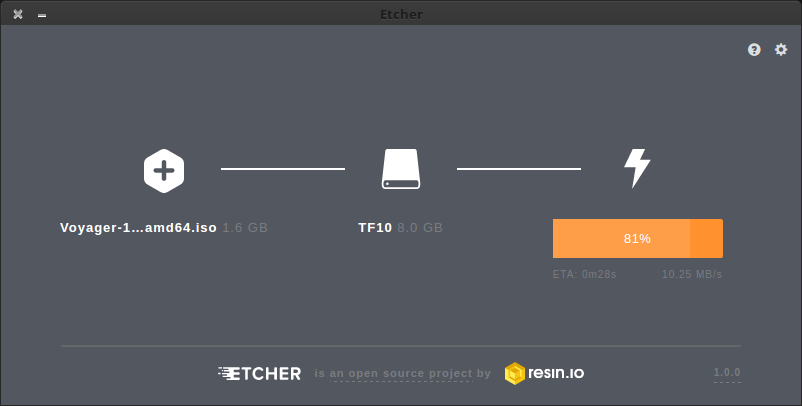 Etcher
Voyager-1...amd64.iso 1.6 GB
TF10 8.0 GB
81%
ETA: 0m28s
10.25 MB/s
ETCHER is an open source project by resin.io
1.0.0